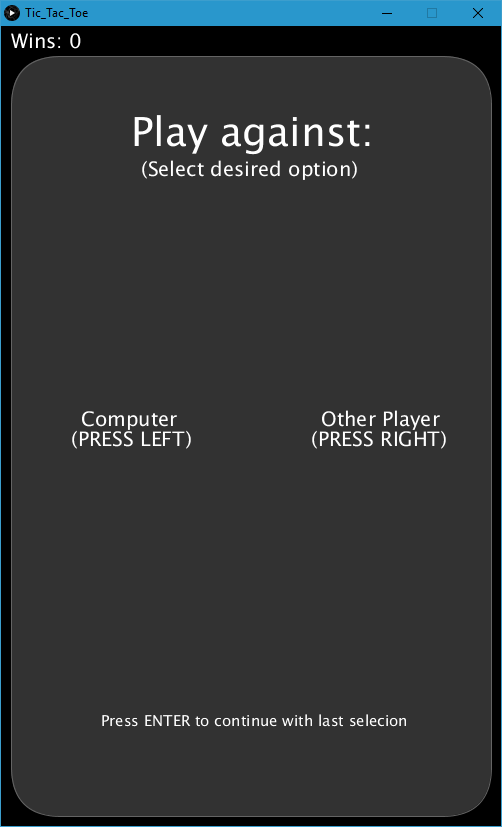 Tic_Tac_Toe
Wins: 0
Play against:
(Select desired option)
Computer
(PRESS LEFT)
Other Player
(PRESS RIGHT)
Press ENTER to continue with last selecion